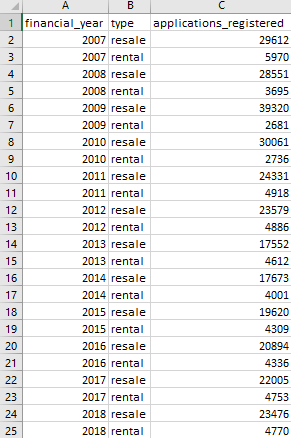 A B C
1 financial_year type applications_registered
2 2007 resale 29612
3 2007 rental 5970
4 2008 resale 28551
5 2008 rental 3695
6 2009 resale 39320
7 2009 rental 2681
8 2010 resale 30061
9 2010 rental 2736
10 2011 resale 24331
11 2011 rental 4918
12 2012 resale 23579
13 2012 rental 4886
14 2013 resale 17552
15 2013 rental 4612
16 2014 resale 17673
17 2014 rental 4001
18 2015 resale 19620
19 2015 rental 4309
20 2016 resale 20894
21 2016 rental 4336
22 2017 resale 22005
23 2017 rental 4753
24 2018 resale 23476
25 2018 rental 4770